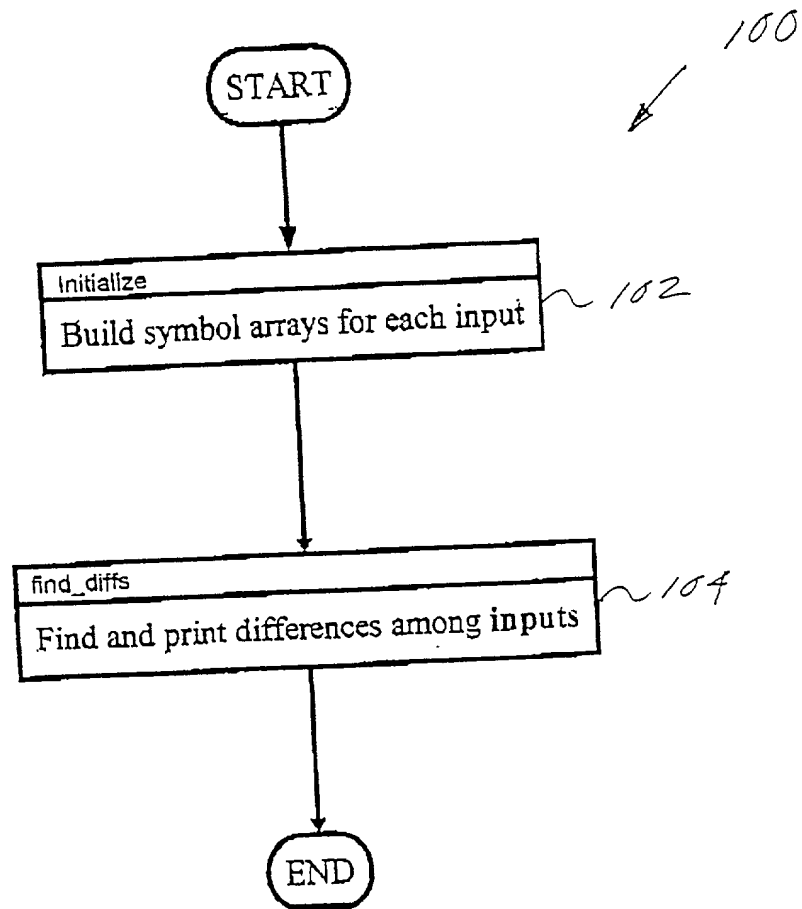 100
START
Initialize
Build symbol arrays for each input
102
find_diffs
Find and print differences among inputs
104
END